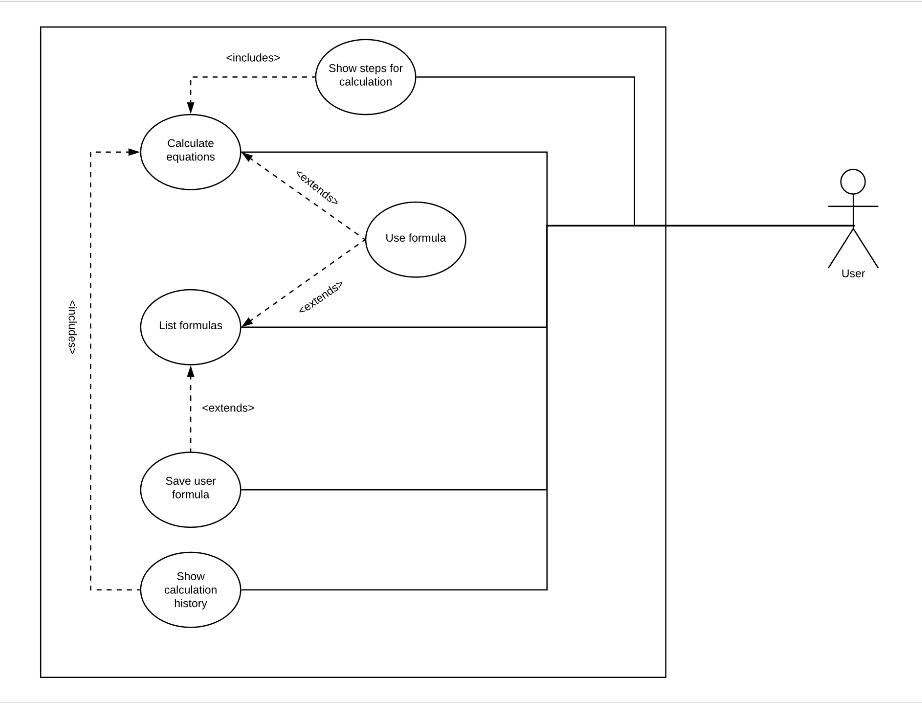 <includes>
Show steps for
calculation
Calculate
equations
<extends>
Use formula
User
<extends>
<includes>
List formulas
<extends>
Save user
formula
Show
calculation
history